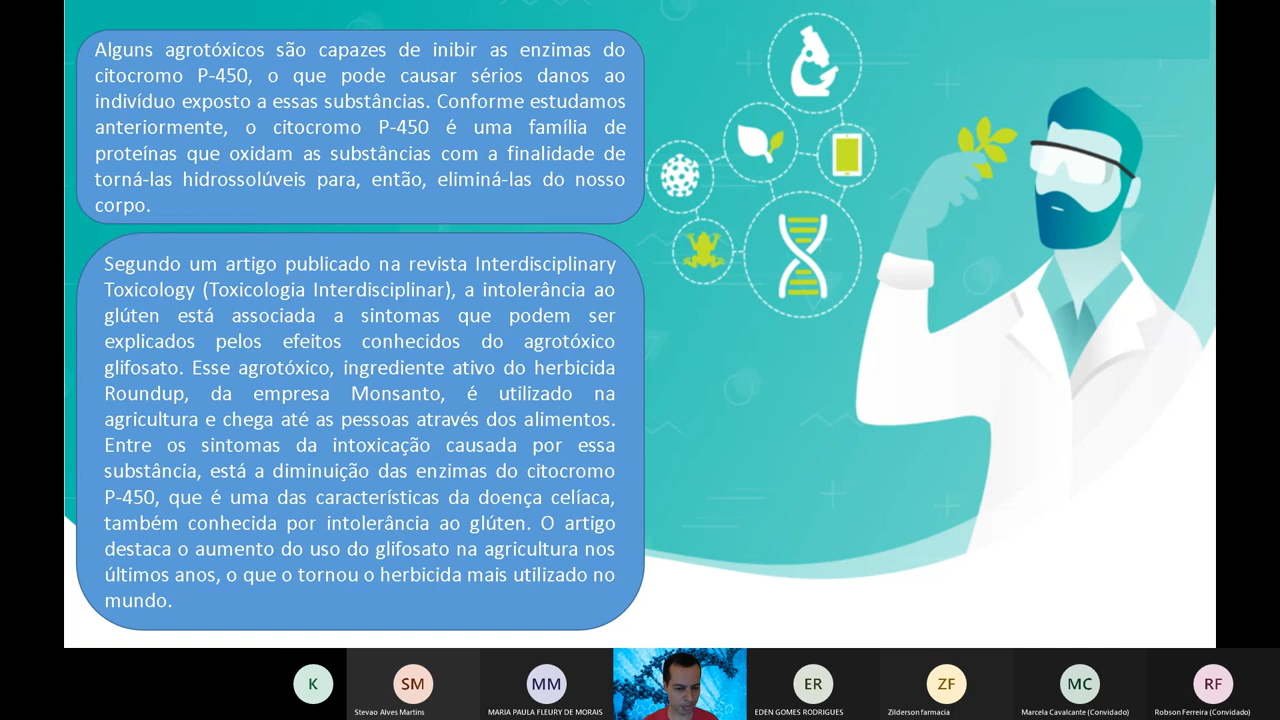 Alguns agrotóxicos são capazes de inibir as enzimas do
citocromo P-450, o que pode causar sérios danos ao
indivíduo exposto a essas substâncias. Conforme estudamos
anteriormente, o citocromo P-450 é uma família de
proteínas que oxidam as substâncias com a finalidade de
torná-las hidrossolúveis para, então, eliminá-las do nosso
corpo.
Segundo um artigo publicado na revista Interdisciplinary
Toxicology (Toxicologia Interdisciplinar), a intolerância ao
glúten está associada a sintomas que podem ser
explicados pelos efeitos conhecidos do agrotóxico
glifosato. Esse agrotóxico, ingrediente ativo do herbicida
Roundup, da empresa Monsanto, é utilizado na
agricultura e chega até as pessoas através dos alimentos.
Entre os sintomas da intoxicação causada por essa
substância, está a diminuição das enzimas do citocromo
P-450, que é uma das características da doença celíaca,
também conhecida por intolerância ao glúten. O artigo
destaca o aumento do uso do glifosato na agricultura nos
últimos anos, o que o tornou o herbicida mais utilizado no
mundo.
K SM MM ER ZF MC RF
Stevao Alves Martins MARIA PAULA FLEURY DE MORAIS EDEN GOMES RODRIGUES Zilderson farmacia Marcela Cavalcante (Convidado) Robson Ferreira (Convidado)